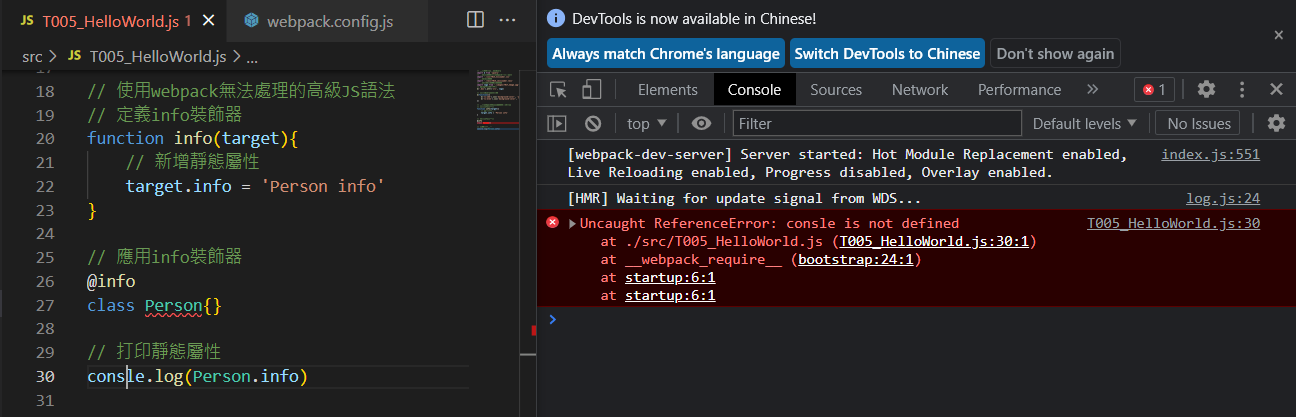 JS T005_HelloWorld.js 1
webpack.config.js
src > JS T005_HelloWorld.js > ...
17
18 // 使用webpack無法處理的高級JS語法
19 // 定義info裝飾器
20 function info(target){
21 // 新增靜態屬性
22 target.info = 'Person info'
23 }
24
25 // 應用info裝飾器
26 @info
27 class Person{}
28
29 // 打印靜態屬性
30 consle.log(Person.info)
31
DevTools is now available in Chinese!
Always match Chrome's language Switch DevTools to Chinese Don't show again
Elements Console Sources Network Performance » 1
top Filter Default levels No Issues
[webpack-dev-server] Server started: Hot Module Replacement enabled, index.js:551
Live Reloading enabled, Progress disabled, Overlay enabled.
[HMR] Waiting for update signal from WDS... log.js:24
Uncaught ReferenceError: consle is not defined T005_HelloWorld.js:30
at ./src/T005_HelloWorld.js (T005_HelloWorld.js:30:1)
at __webpack_require__ (bootstrap:24:1)
at startup:6:1
at startup:6:1